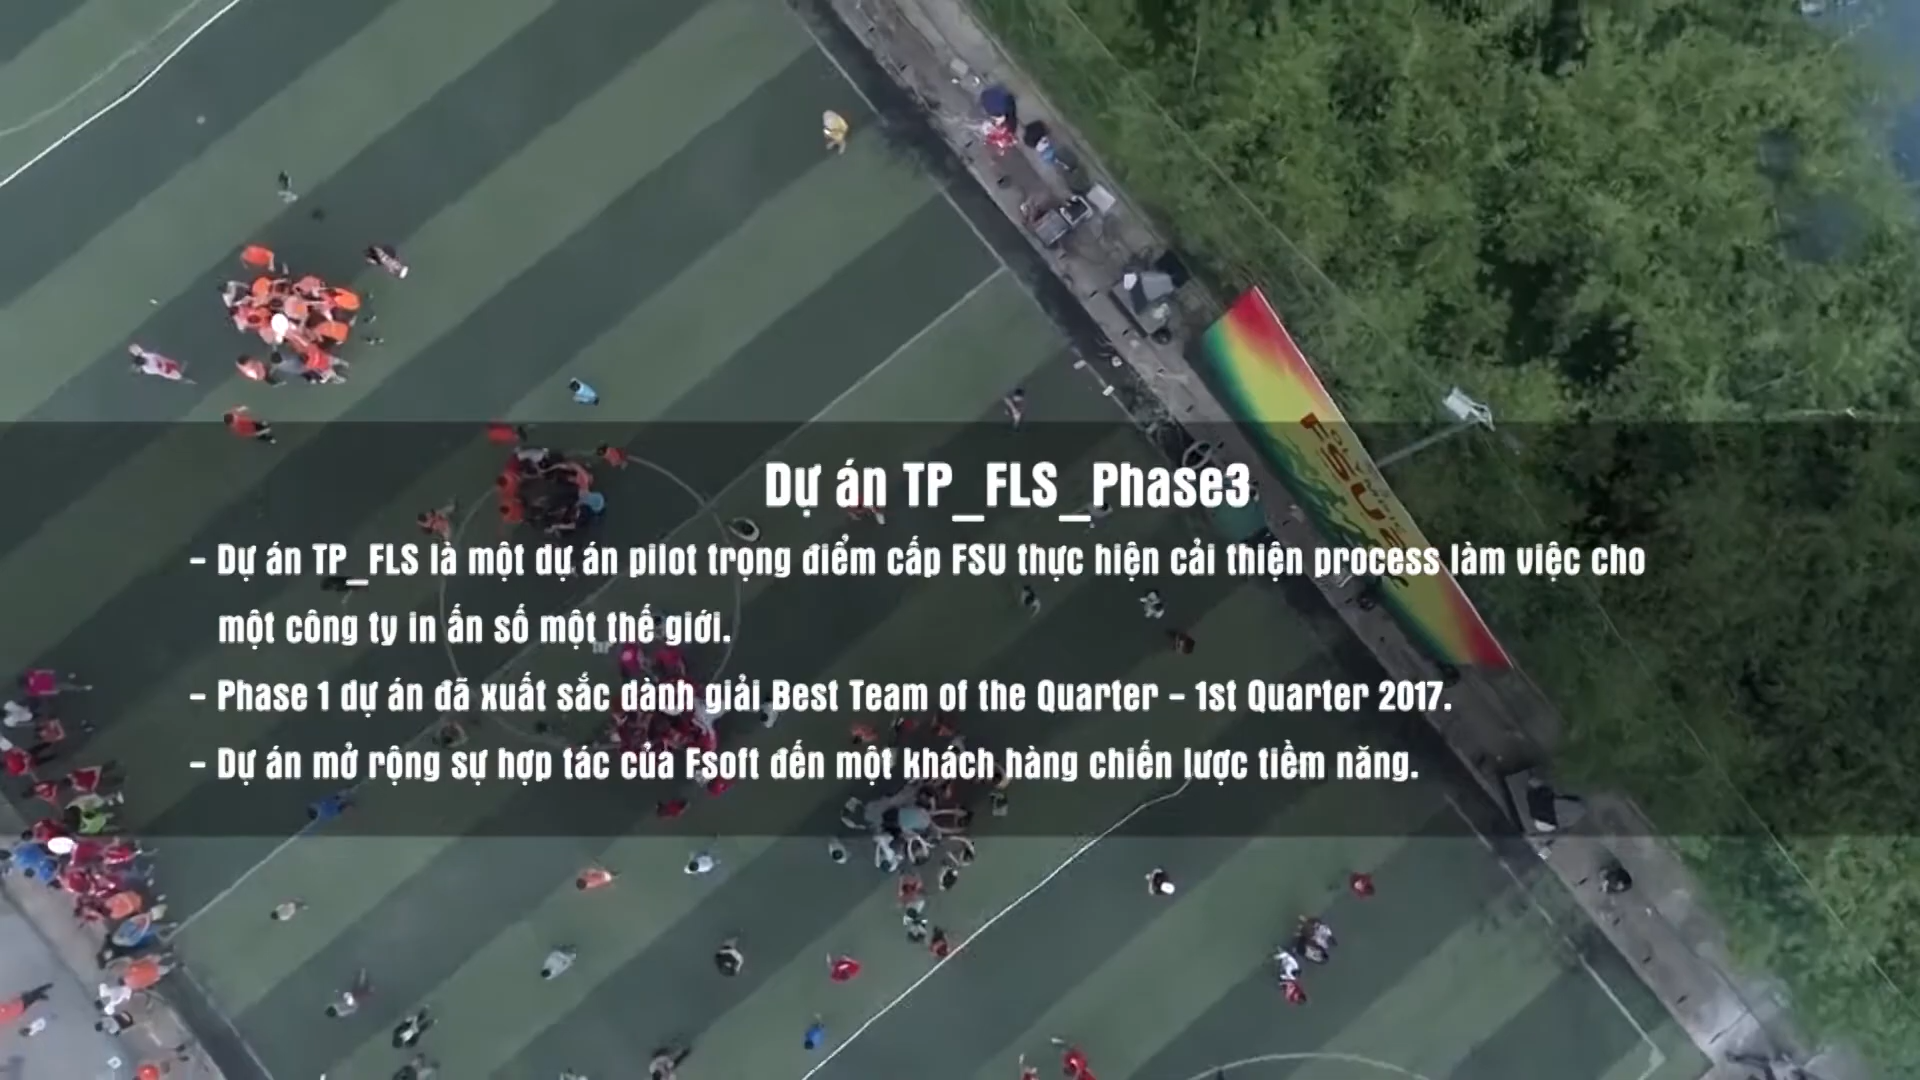 Dự án TP_FLS_Phase3
- Dự án TP_FLS là một dự án pilot trọng điểm cấp FSU thực hiện cải thiện process làm việc cho
một công ty in ấn số một thế giới.
- Phase 1 dự án đã xuất sắc dành giải Best Team of the Quarter - 1st Quarter 2017.
- Dự án mở rộng sự hợp tác của Fsoft đến một khách hàng chiến lược tiềm năng.